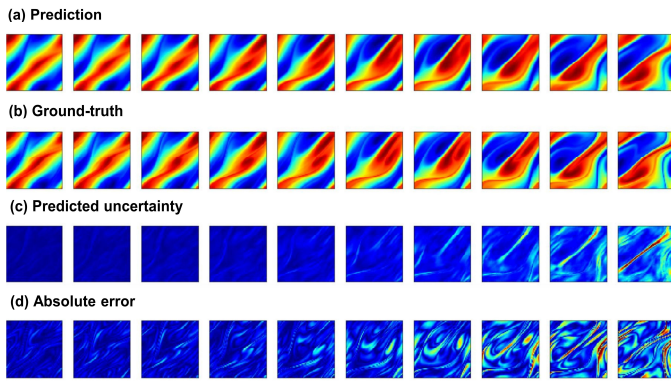 (a) Prediction
(b) Ground-truth
(c) Predicted uncertainty
(d) Absolute error